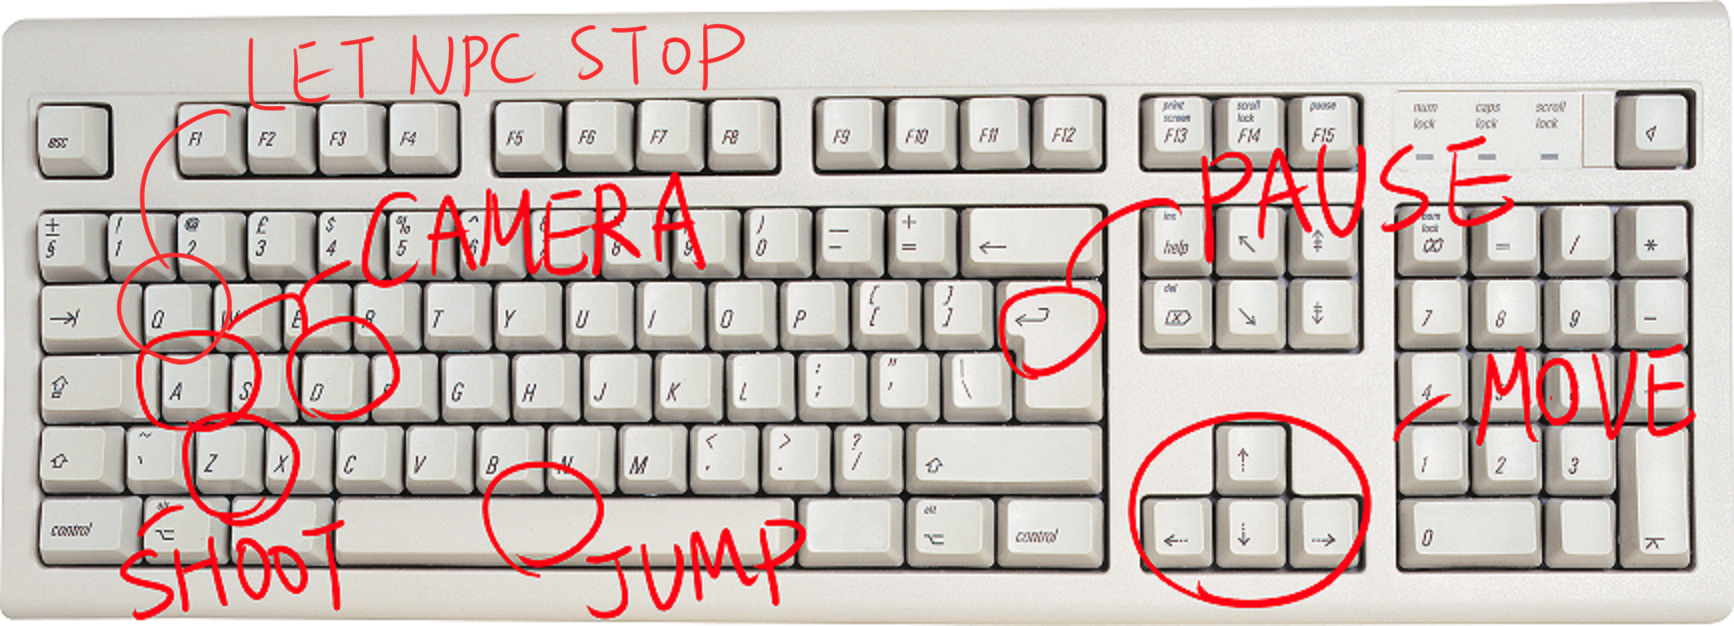 LET NPC STOP
esc F1 F2 F3 F4 F5 F6 F7 F8 F9 F10 F11 F12
print screen F13 scroll lock F14 pause F15
num lock caps lock scroll lock
CAMERA
PAUSE
± § ! 1 @ 2 £ 3 $ 4 % 5 ^ 6 8 9 ) 0 — - + = ←
ins help num lock = / *
Q W E R T Y U I O P { [ } ]
del 7 8 9 -
A S D G H J K L : ; " ' | \
4
MOVE
~ ` Z X C V B N M < , > . ? /
↑ 1 2 3
control alt alt control
← ↓ → 0
SHOOT
JUMP